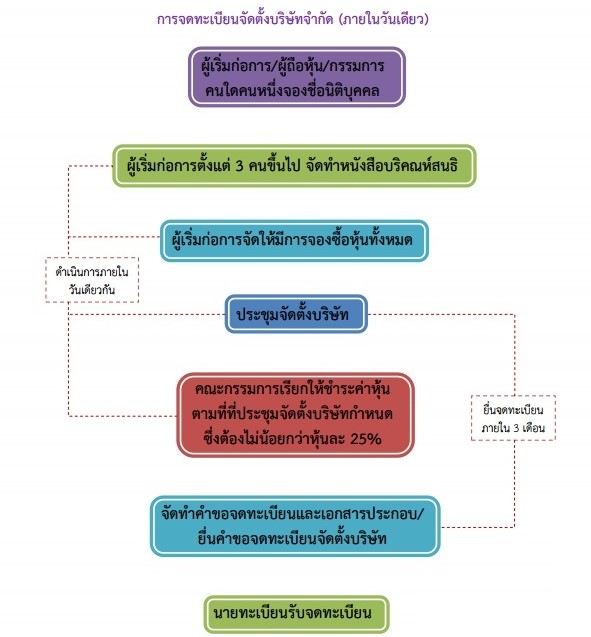 การจดทะเบียนจัดตั้งบริษัทจำกัด (ภายในวันเดียว)
ผู้เริ่มก่อการ/ผู้ถือหุ้น/กรรมการ
คนใดคนหนึ่งจองชื่อนิติบุคคล
ผู้เริ่มก่อการตั้งแต่ 3 คนขึ้นไป จัดทำหนังสือบริคณห์สนธิ
ผู้เริ่มก่อการจัดให้มีการจองซื้อหุ้นทั้งหมด
ดำเนินการภายใน
วันเดียวกัน
ประชุมจัดตั้งบริษัท
คณะกรรมการเรียกให้ชำระค่าหุ้น
ตามที่ที่ประชุมจัดตั้งบริษัทกำหนด
ซึ่งต้องไม่น้อยกว่าหุ้นละ 25%
ยื่นจดทะเบียน
ภายใน 3 เดือน
จัดทำคำขอจดทะเบียนและเอกสารประกอบ/
ยื่นคำขอจดทะเบียนจัดตั้งบริษัท
นายทะเบียนรับจดทะเบียน